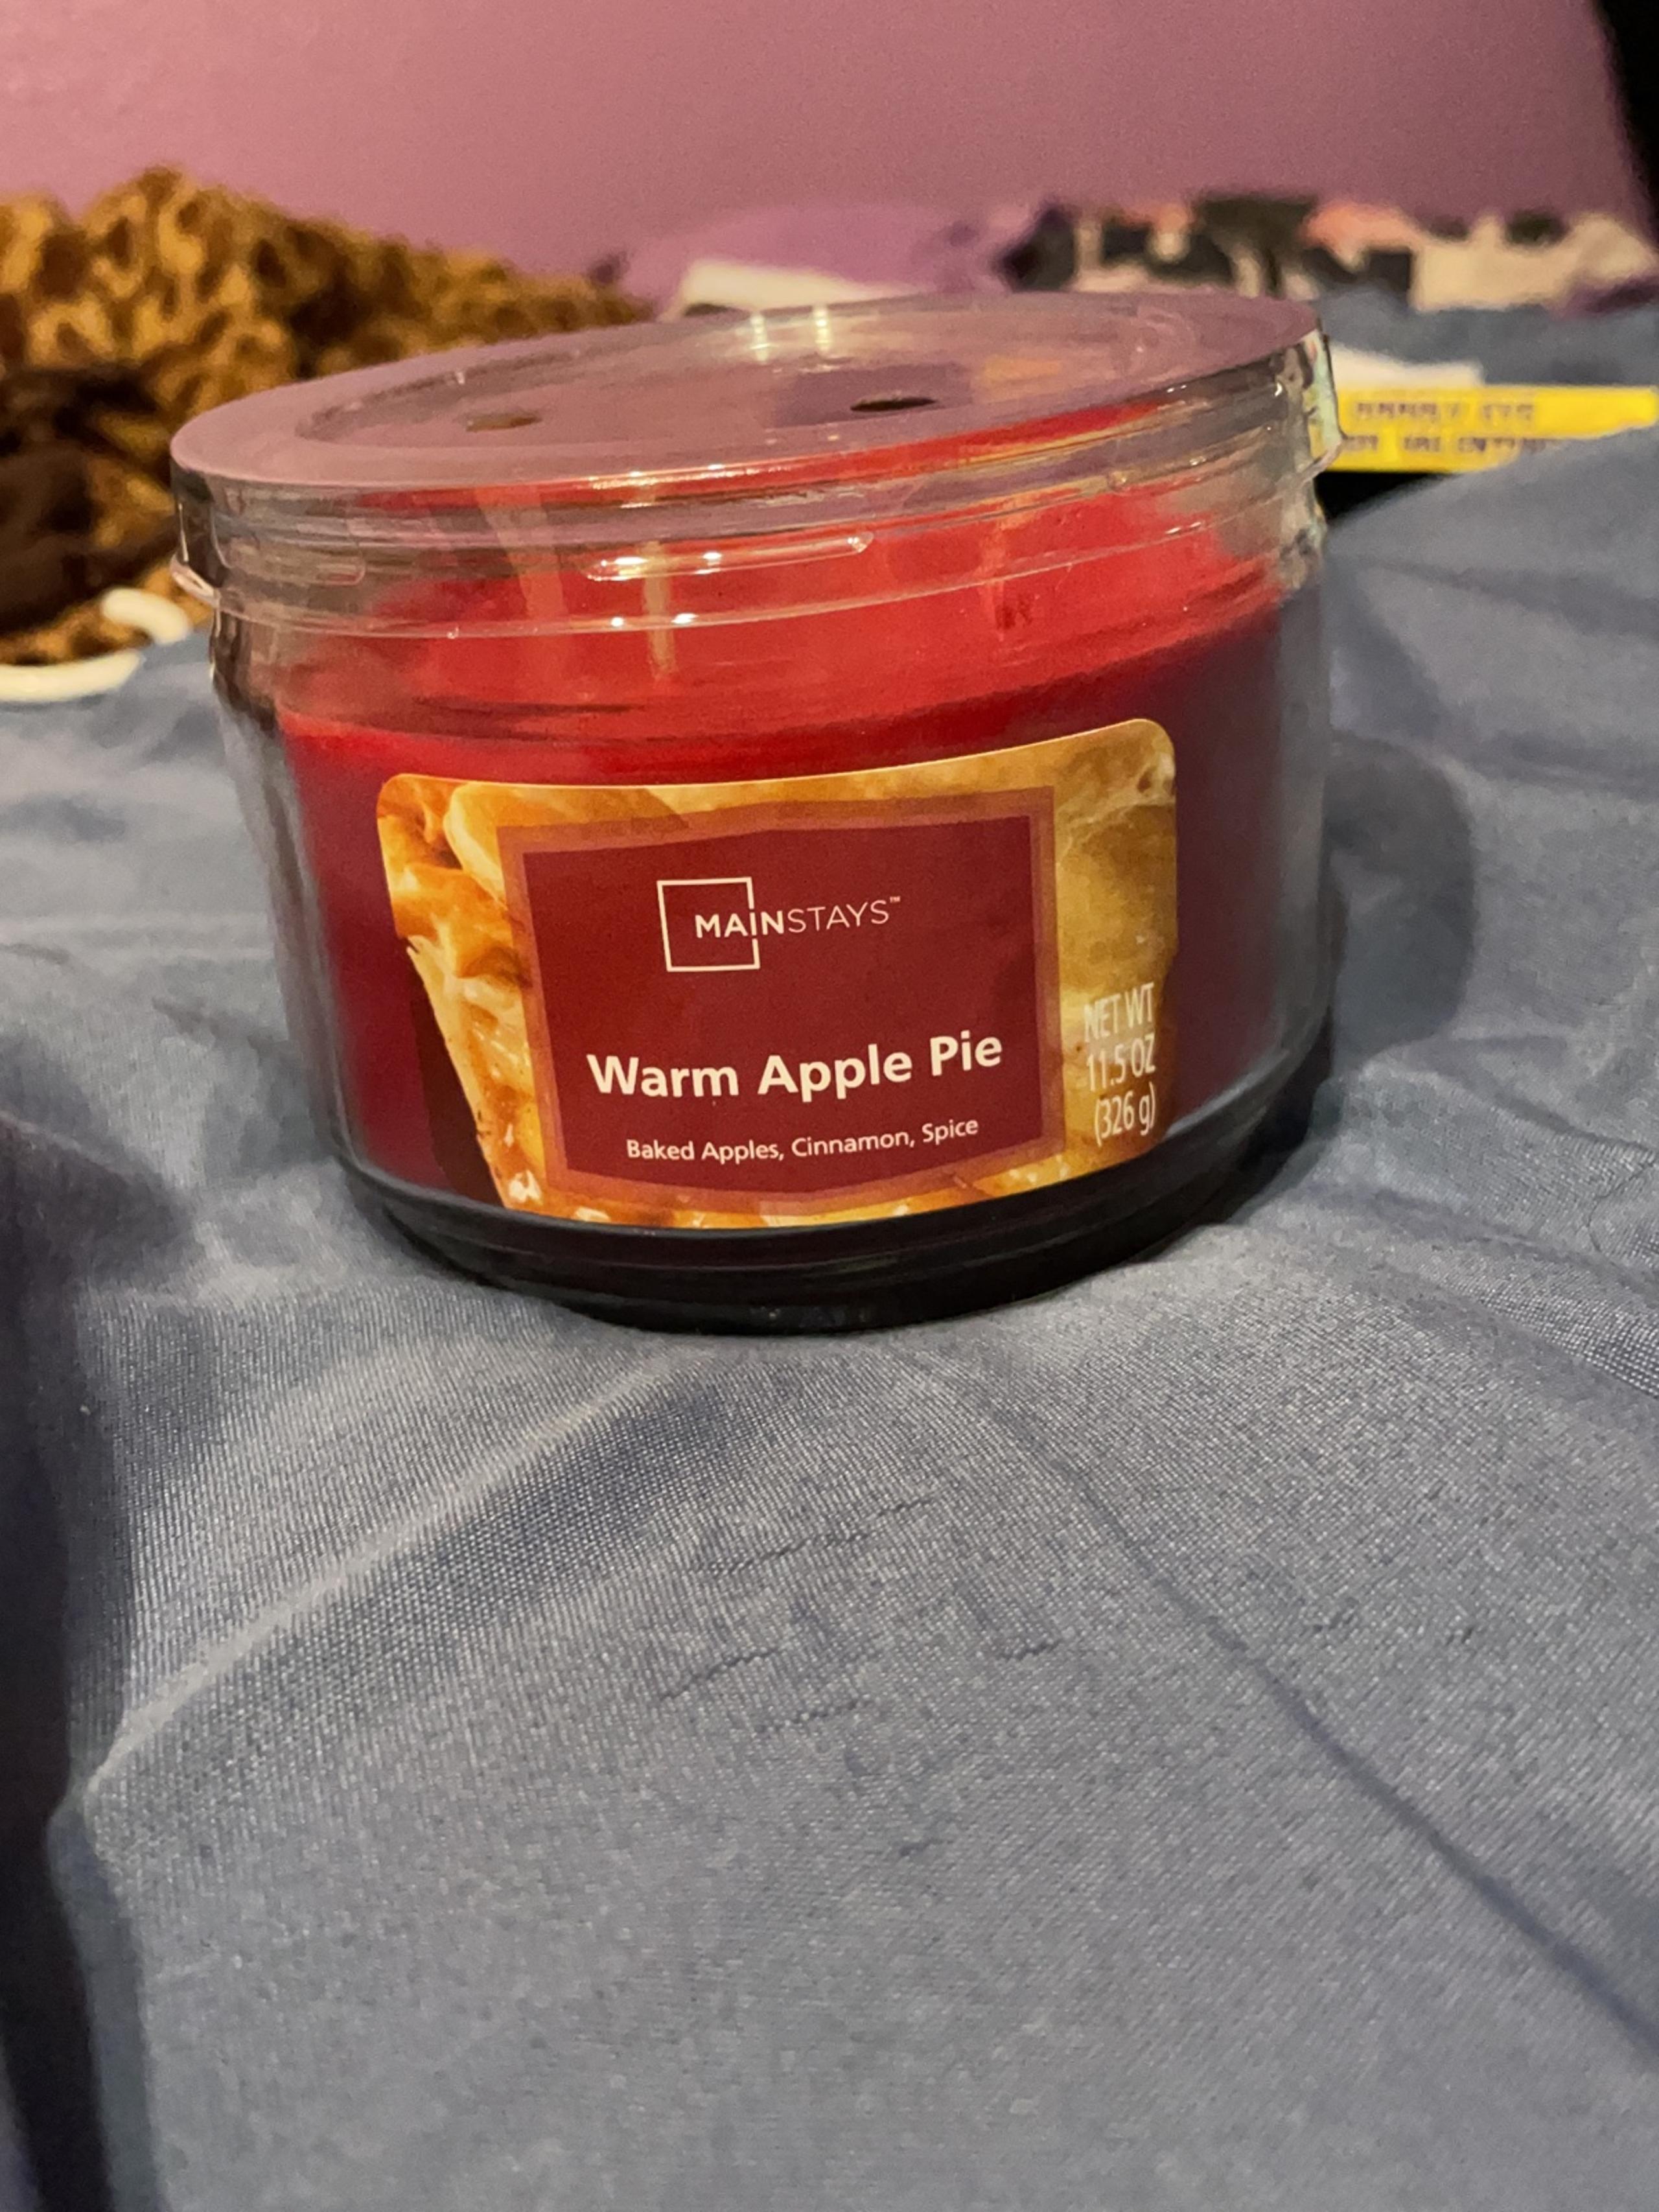 MAINSTAYS™
Warm Apple Pie
Baked Apples, Cinnamon, Spice
NET WT
11.5 OZ
(326 g)